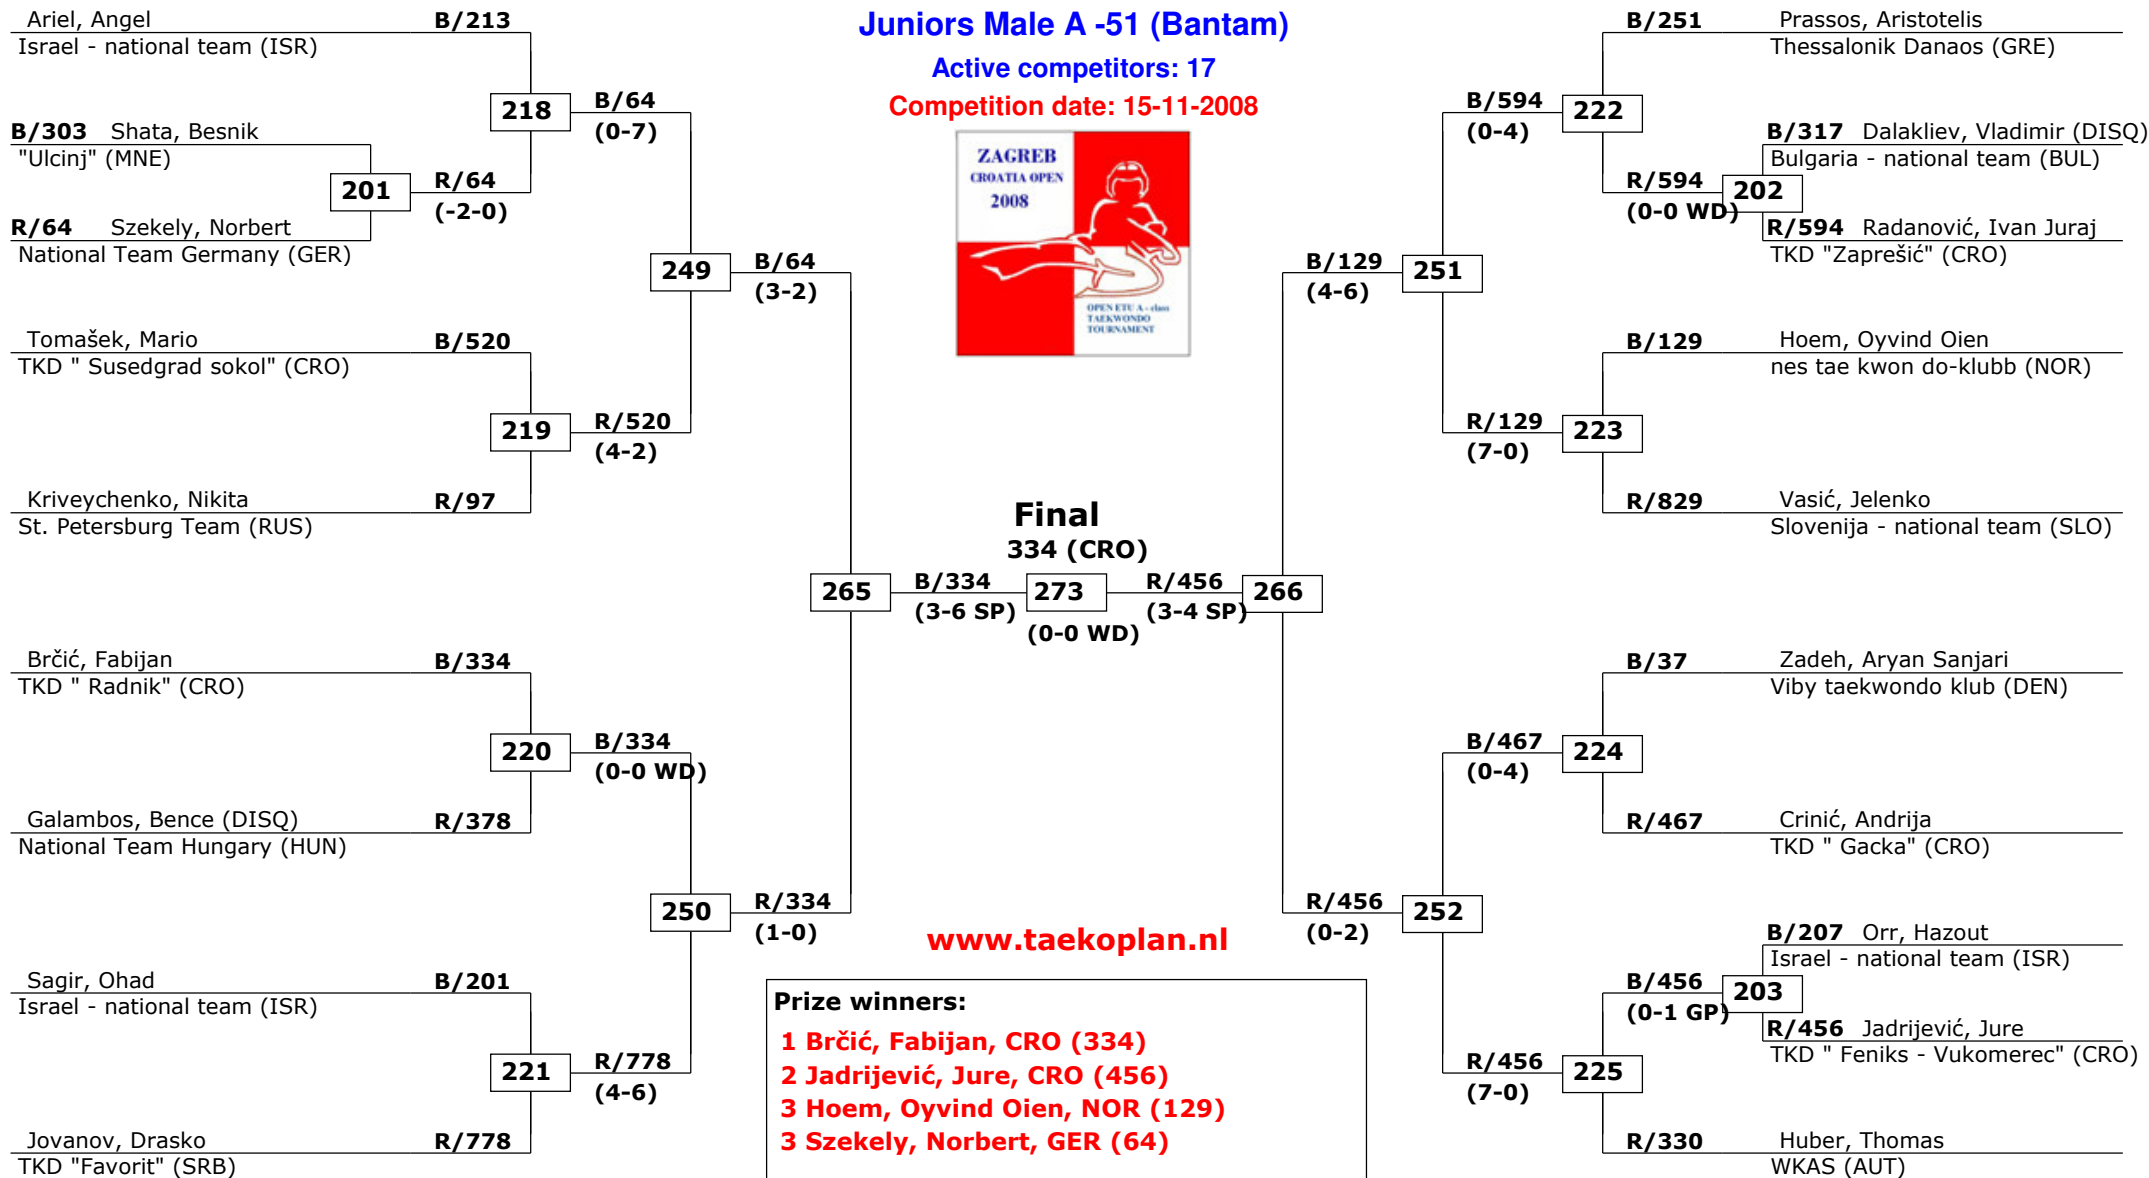 Juniors Male A -51 (Bantam)
Active competitors: 17
Competition date: 15-11-2008
ZAGREB
CROATIA OPEN
2008
OPEN ETU A - class
TAEKWONDO
TOURNAMENT
Ariel, Angel B/213
Israel - national team (ISR)
218
B/64
(0-7)
B/303 Shata, Besnik
"Ulcinj" (MNE)
201
R/64
(-2-0)
R/64 Szekely, Norbert
National Team Germany (GER)
249
B/64
(3-2)
Tomašek, Mario B/520
TKD " Susedgrad sokol" (CRO)
219
R/520
(4-2)
Kriveychenko, Nikita R/97
St. Petersburg Team (RUS)
265
B/334
(3-6 SP)
Brčić, Fabijan B/334
TKD " Radnik" (CRO)
220
B/334
(0-0 WD)
Galambos, Bence (DISQ) R/378
National Team Hungary (HUN)
250
R/334
(1-0)
Sagir, Ohad B/201
Israel - national team (ISR)
221
R/778
(4-6)
Jovanov, Drasko R/778
TKD "Favorit" (SRB)
Final
334 (CRO)
273
(0-0 WD)
R/456
(3-4 SP)
266
B/251 Prassos, Aristotelis
Thessalonik Danaos (GRE)
B/594
(0-4)
222
B/317 Dalakliev, Vladimir (DISQ)
Bulgaria - national team (BUL)
R/594
(0-0 WD)
202
R/594 Radanović, Ivan Juraj
TKD "Zaprešić" (CRO)
B/129
(4-6)
251
B/129 Hoem, Oyvind Oien
nes tae kwon do-klubb (NOR)
R/129
(7-0)
223
R/829 Vasić, Jelenko
Slovenija - national team (SLO)
B/37 Zadeh, Aryan Sanjari
Viby taekwondo klub (DEN)
B/467
(0-4)
224
R/467 Crinić, Andrija
TKD " Gacka" (CRO)
R/456
(0-2)
252
B/207 Orr, Hazout
Israel - national team (ISR)
B/456
(0-1 GP)
203
R/456 Jadrijević, Jure
TKD " Feniks - Vukomerec" (CRO)
R/456
(7-0)
225
R/330 Huber, Thomas
WKAS (AUT)
www.taekoplan.nl
Prize winners:
1 Brčić, Fabijan, CRO (334)
2 Jadrijević, Jure, CRO (456)
3 Hoem, Oyvind Oien, NOR (129)
3 Szekely, Norbert, GER (64)